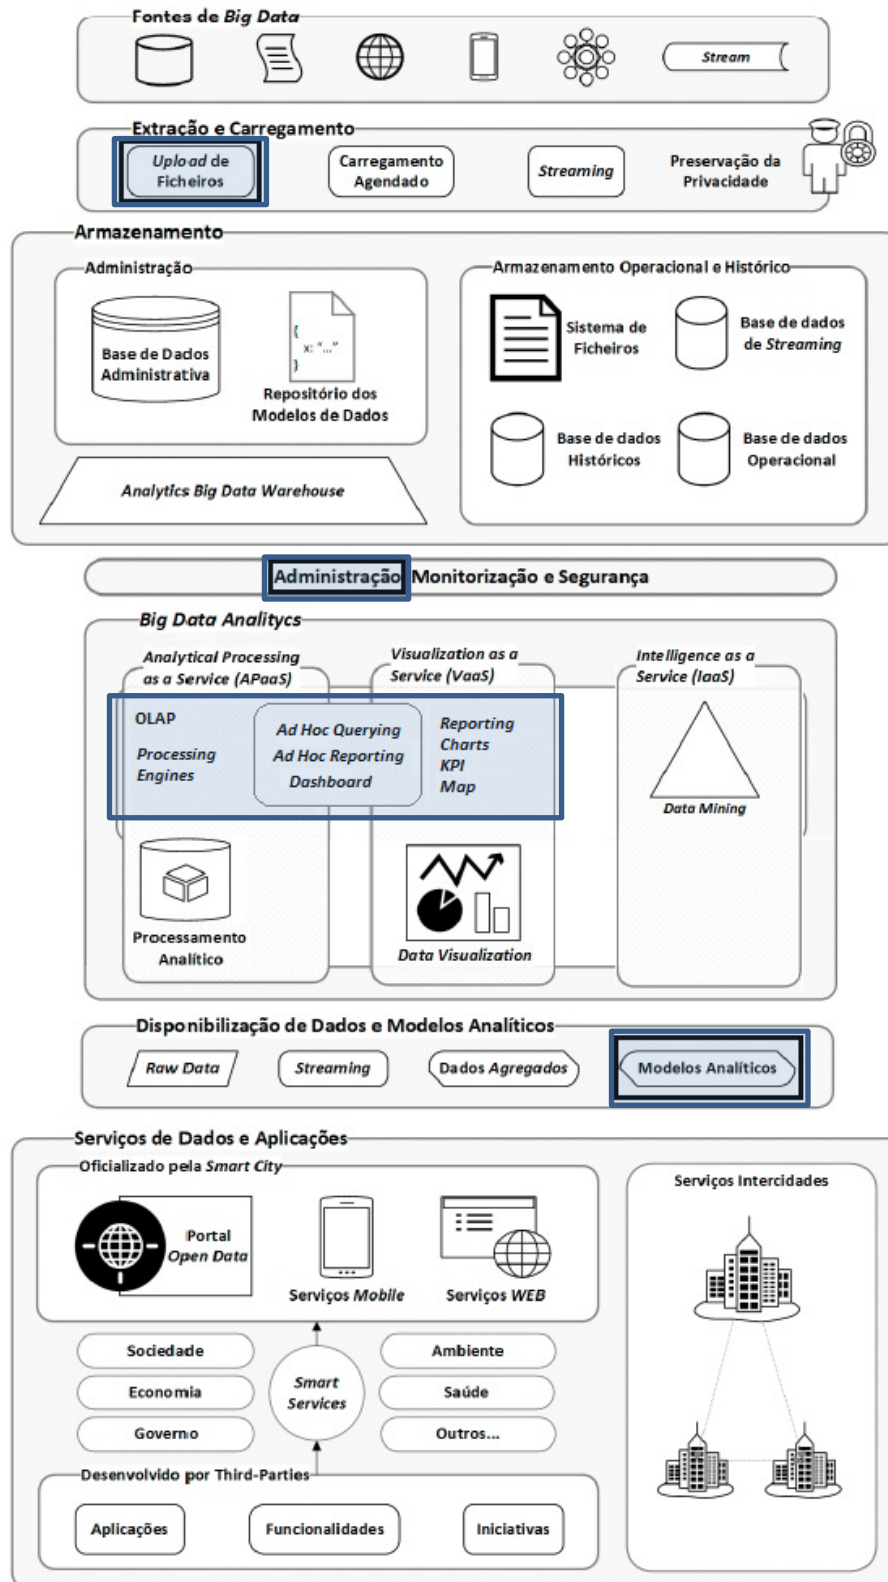 Fontes de Big Data
Stream
Extração e Carregamento
Upload de
Ficheiros
Carregamento
Agendado
Streaming
Preservação da
Privacidade
Armazenamento
Administração
Base de Dados
Administrativa
{
x: "..."
}
Repositório dos
Modelos de Dados
Analytics Big Data Warehouse
Armazenamento Operacional e Histórico
Sistema de
Ficheiros
Base de dados
de Streaming
Base de dados
Históricos
Base de dados
Operacional
Administração Monitorização e Segurança
Big Data Analitycs
Analytical Processing
as a Service (APaaS)
Visualization as a
Service (VaaS)
Intelligence as a
Service (IaaS)
OLAP
Processing
Engines
Ad Hoc Querying
Ad Hoc Reporting
Dashboard
Reporting
Charts
KPI
Map
Data Mining
Processamento
Analítico
Data Visualization
Disponibilização de Dados e Modelos Analíticos
Raw Data
Streaming
Dados Agregados
Modelos Analíticos
Serviços de Dados e Aplicações
Oficializado pela Smart City
Portal
Open Data
Serviços Mobile
Serviços WEB
Serviços Intercidades
Sociedade
Economia
Governo
Smart
Services
Ambiente
Saúde
Outros...
Desenvolvido por Third-Parties
Aplicações
Funcionalidades
Iniciativas